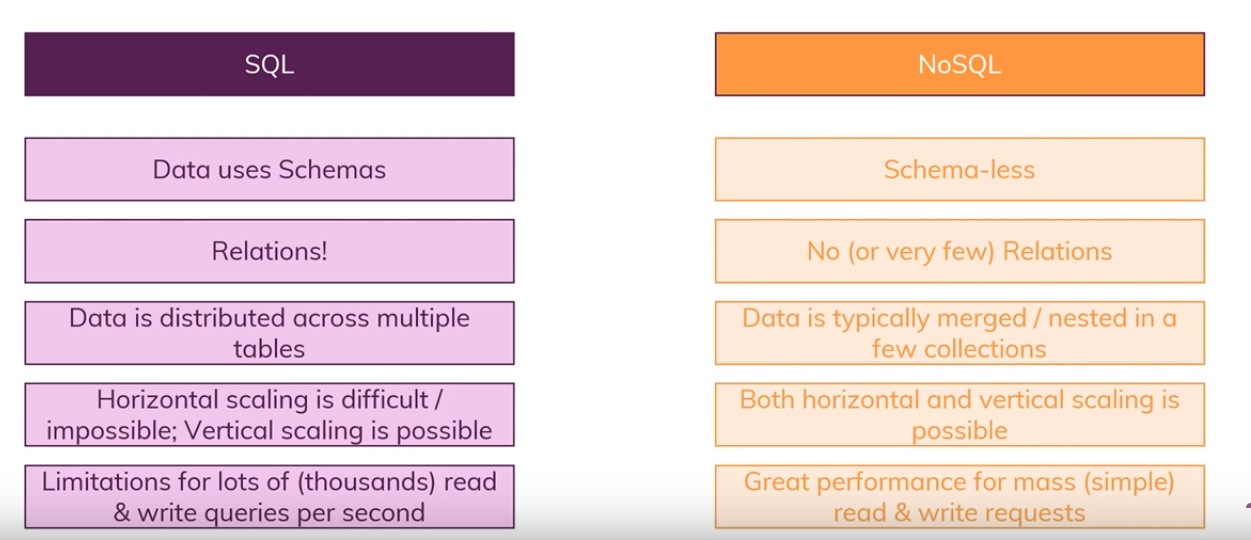 SQL
NoSQL
Data uses Schemas
Schema-less
Relations!
No (or very few) Relations
Data is distributed across multiple
tables
Data is typically merged / nested in a
few collections
Horizontal scaling is difficult /
impossible; Vertical scaling is possible
Both horizontal and vertical scaling is
possible
Limitations for lots of (thousands) read
& write queries per second
Great performance for mass (simple)
read & write requests